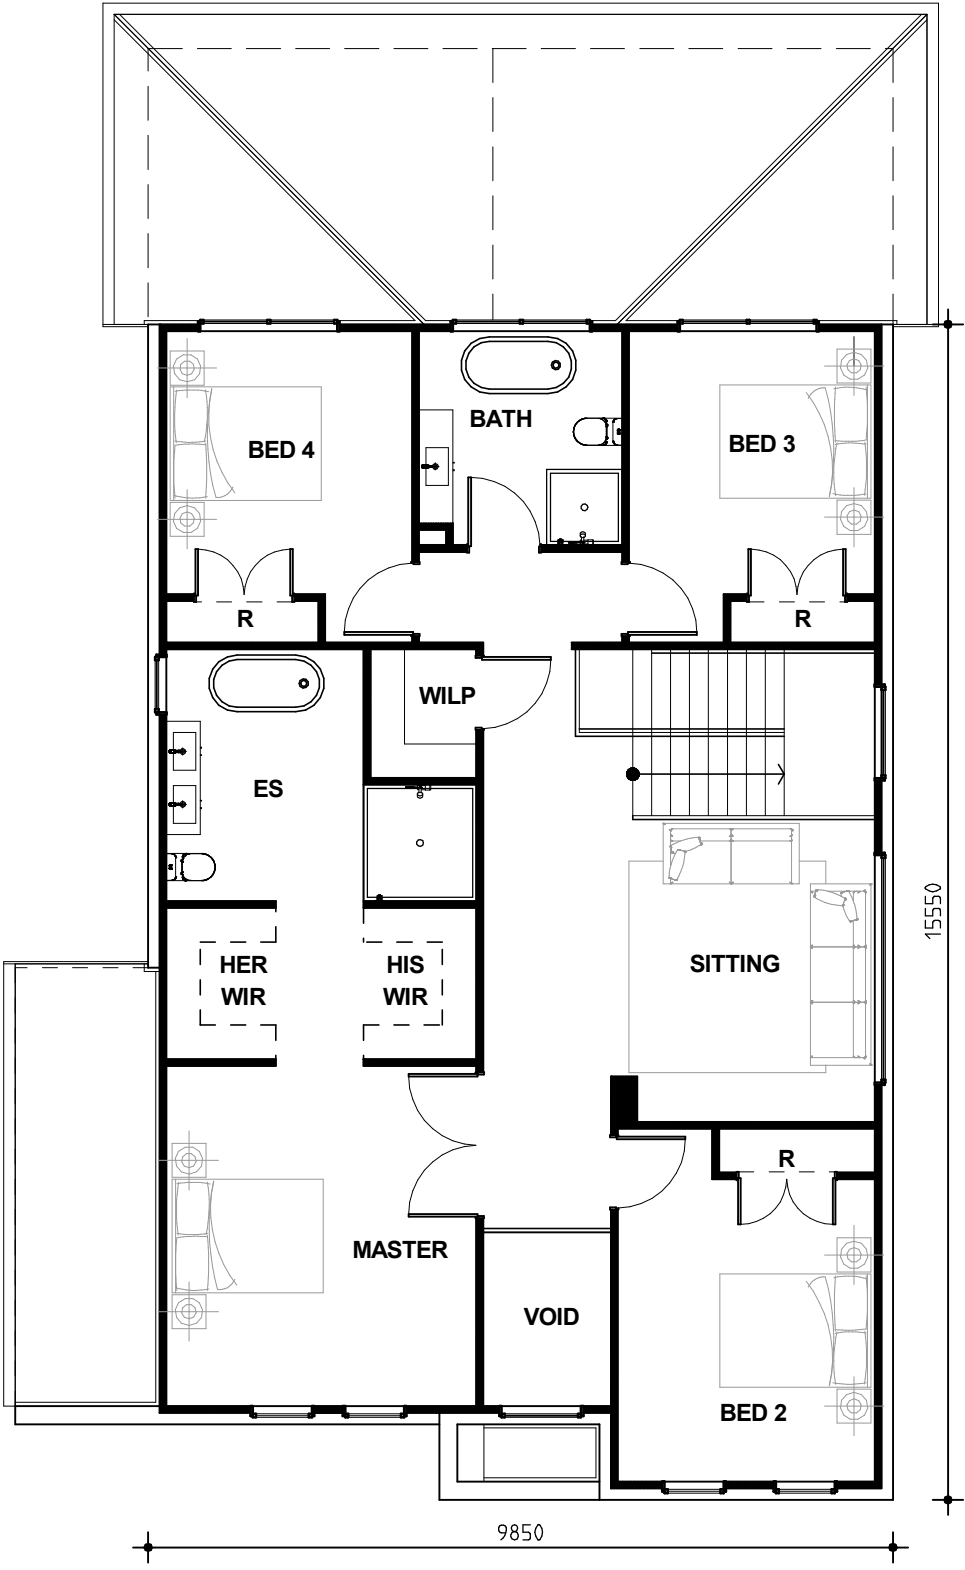 BATH
BED 4
BED 3
R
R
WILP
ES
15550
HER
WIR
HIS
WIR
SITTING
R
MASTER
VOID
BED 2
9850